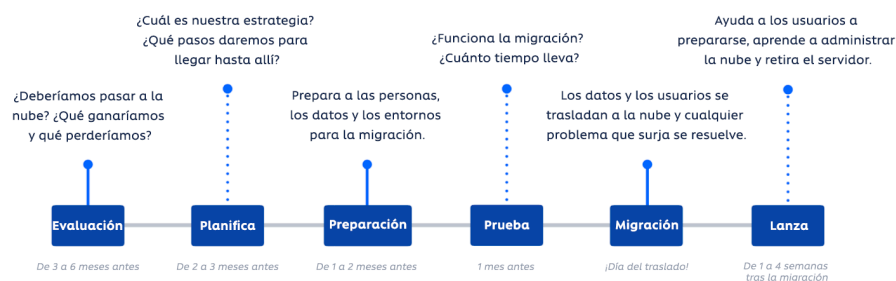 ¿Cuál es nuestra estrategia?
¿Qué pasos daremos para
llegar hasta allí?
Ayuda a los usuarios a
prepararse, aprende a administrar
la nube y retira el servidor.
¿Funciona la migración?
¿Cuánto tiempo lleva?
¿Deberíamos pasar a la
nube? ¿Qué ganaríamos
y qué perderíamos?
Prepara a las personas,
los datos y los entornos
para la migración.
Los datos y los usuarios se
trasladan a la nube y cualquier
problema que surja se resuelve.
Evaluación
Planifica
Preparación
Prueba
Migración
Lanza
De 3 a 6 meses antes
De 2 a 3 meses antes
De 1 a 2 meses antes
1 mes antes
¡Día del traslado!
De 1 a 4 semanas
tras la migración